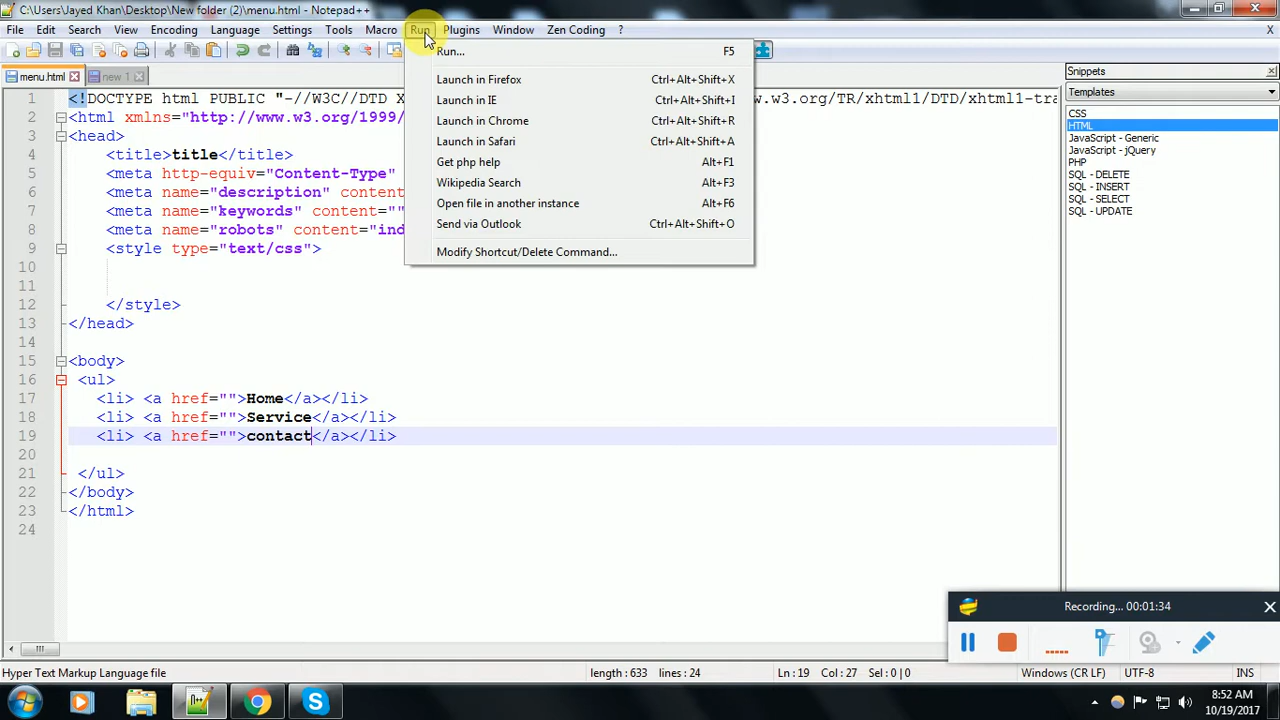 C:\Users\Jayed Khan\Desktop\New folder (2)\menu.html - Notepad++
File Edit Search View Encoding Language Settings Tools Macro Run Plugins Window Zen Coding ? X
menu.html new 1
Run... F5
Launch in Firefox Ctrl+Alt+Shift+X
Launch in IE Ctrl+Alt+Shift+I
Launch in Chrome Ctrl+Alt+Shift+R
Launch in Safari Ctrl+Alt+Shift+A
Get php help Alt+F1
Wikipedia Search Alt+F3
Open file in another instance Alt+F6
Send via Outlook Ctrl+Alt+Shift+O
Modify Shortcut/Delete Command...
1 <!DOCTYPE html PUBLIC "-//W3C//DTD X w.w3.org/TR/xhtml1/DTD/xhtml1-tra
2 <html xmlns="http://www.w3.org/1999/
3 <head>
4 <title>title</title>
5 <meta http-equiv="Content-Type"
6 <meta name="description" content
7 <meta name="keywords" content=""
8 <meta name="robots" content="ind
9 <style type="text/css">
10
11
12 </style>
13 </head>
14
15 <body>
16 <ul>
17 <li> <a href="">Home</a></li>
18 <li> <a href="">Service</a></li>
19 <li> <a href="">contact</a></li>
20
21 </ul>
22 </body>
23 </html>
24
Snippets
Templates
CSS
HTML
JavaScript - Generic
JavaScript - jQuery
PHP
SQL - DELETE
SQL - INSERT
SQL - SELECT
SQL - UPDATE
Recording... 00:01:34
Hyper Text Markup Language file length : 633 lines : 24 Ln : 19 Col : 27 Sel : 0 | 0 Windows (CR LF) UTF-8 INS
8:52 AM
10/19/2017